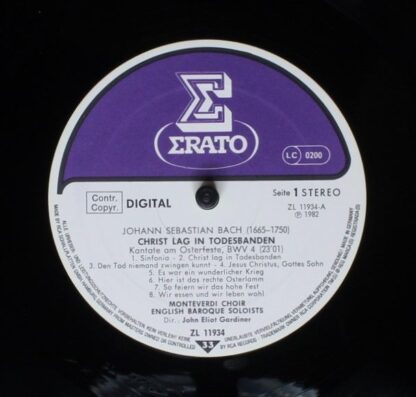 ERATO
LC 0200
Contr.
Copyr.
DIGITAL
Seite 1 STEREO
ZL 11934-A
Ⓟ 1982
JOHANN SEBASTIAN BACH (1665–1750)
CHRIST LAG IN TODESBANDEN
Kantate am Osterfeste, BWV 4 (23'01)
1. Sinfonia - 2. Christ lag in Todesbanden
3. Den Tod niemand zwingen kunnt - 4. Jesus Christus, Gottes Sohn
5. Es war ein wunderlicher Krieg
6. Hier ist das rechte Osterlamm
7. So feiern wir das hohe Fest
8. Wir essen und wir leben wohl
MONTEVERDI CHOIR
ENGLISH BAROQUE SOLOISTS
Dir.: John Eliot Gardiner
ZL 11934
33